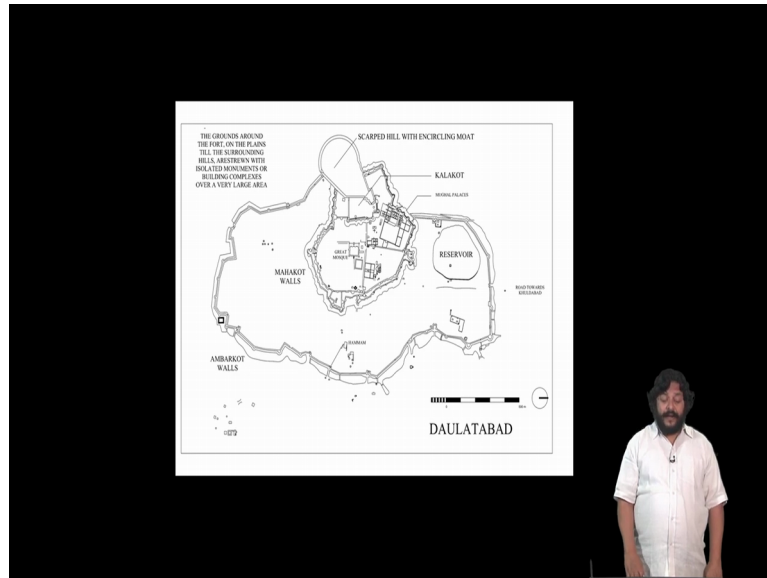 THE GROUNDS AROUND
THE FORT, ON THE PLAINS
TILL THE SURROUNDING
HILLS, ARESTREWN WITH
ISOLATED MONUMENTS OR
BUILDING COMPLEXES
OVER A VERY LARGE AREA
SCARPED HILL WITH ENCIRCLING MOAT
KALAKOT
MUGHAL PALACES
GREAT
MOSQUE
RESERVOIR
MAHAKOT
WALLS
ROAD TOWARDS
KHULDABAD
HAMMAM
AMBARKOT
WALLS
0
DAULATABAD